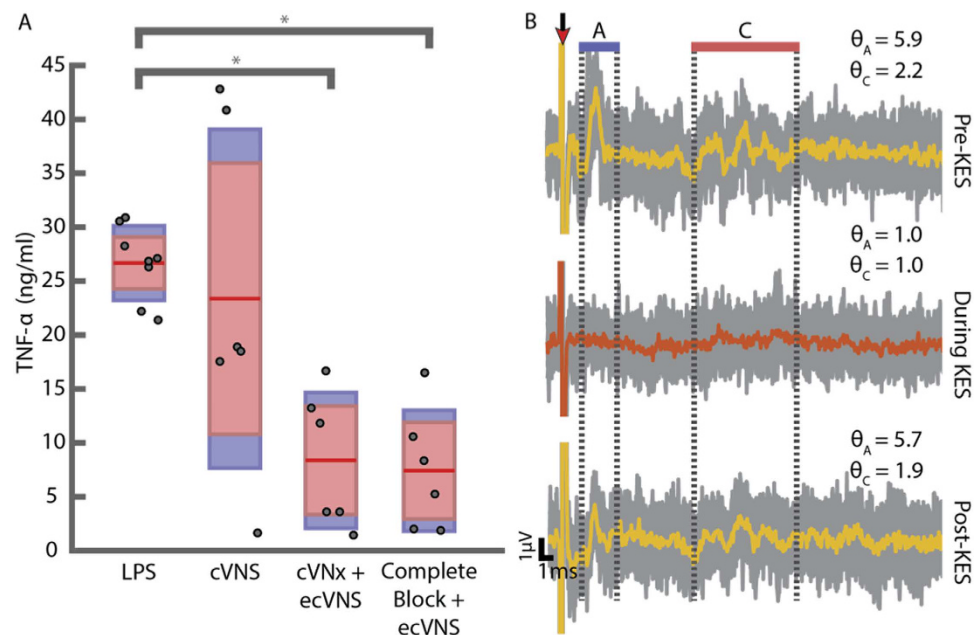 A
*
*
TNF-α (ng/ml)
45
40
35
30
25
20
15
10
5
0
LPS
cVNS
cVNx +
ecVNS
Complete
Block +
ecVNS
B
A
C
θA = 5.9
θC = 2.2
Pre-KES
θA = 1.0
θC = 1.0
During KES
θA = 5.7
θC = 1.9
Post-KES
1µV
1ms